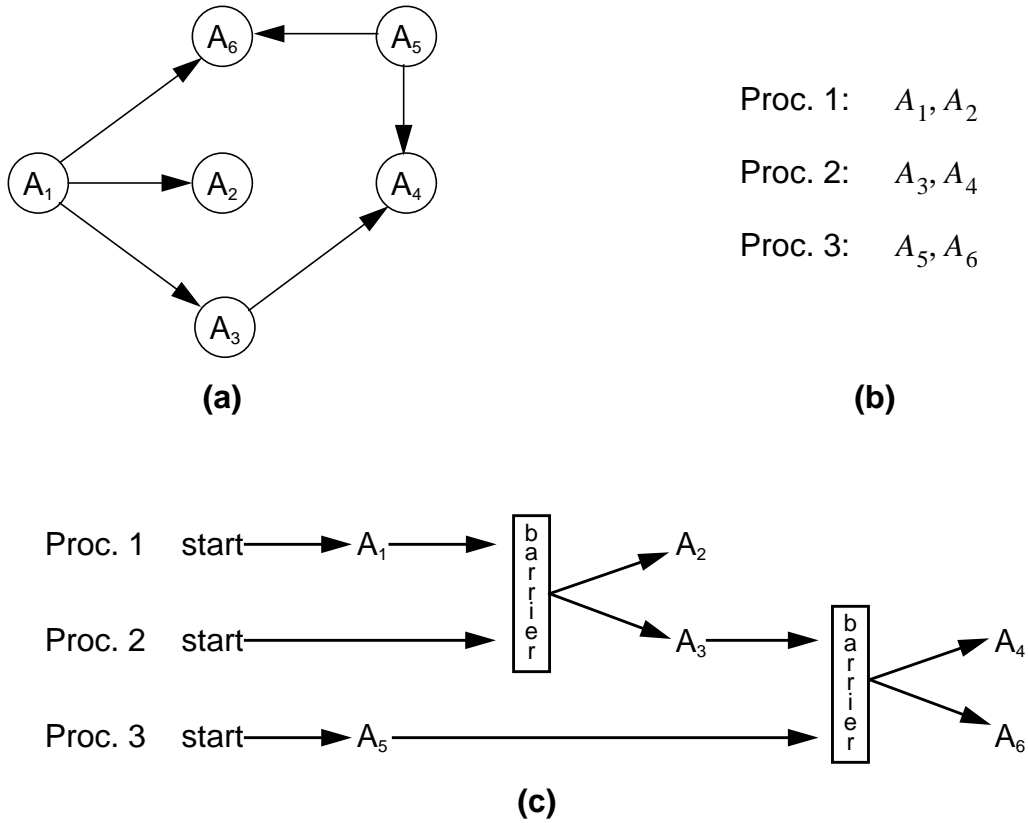 A6 A5
A1 A2 A4
A3
(a)
Proc. 1: A1, A2
Proc. 2: A3, A4
Proc. 3: A5, A6
(b)
Proc. 1 start A1 barrier A2
Proc. 2 start A3 barrier A4
Proc. 3 start A5 A6
(c)